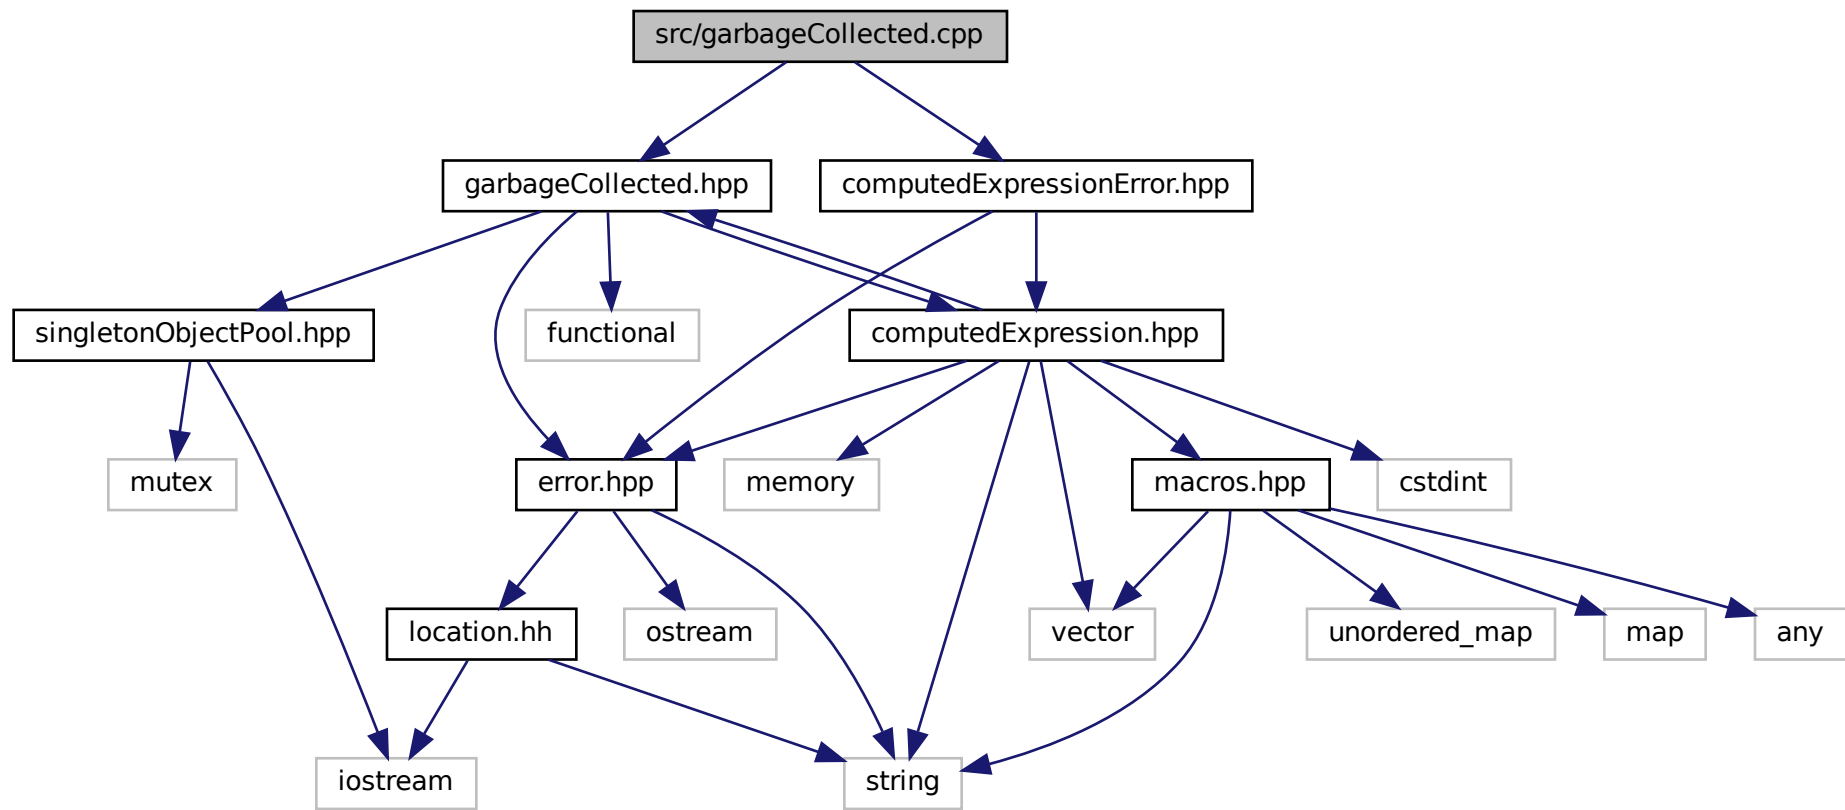 src/garbageCollected.cpp
garbageCollected.hpp
computedExpressionError.hpp
singletonObjectPool.hpp
functional
computedExpression.hpp
mutex
error.hpp
memory
macros.hpp
cstdint
location.hh
ostream
vector
unordered_map
map
any
iostream
string